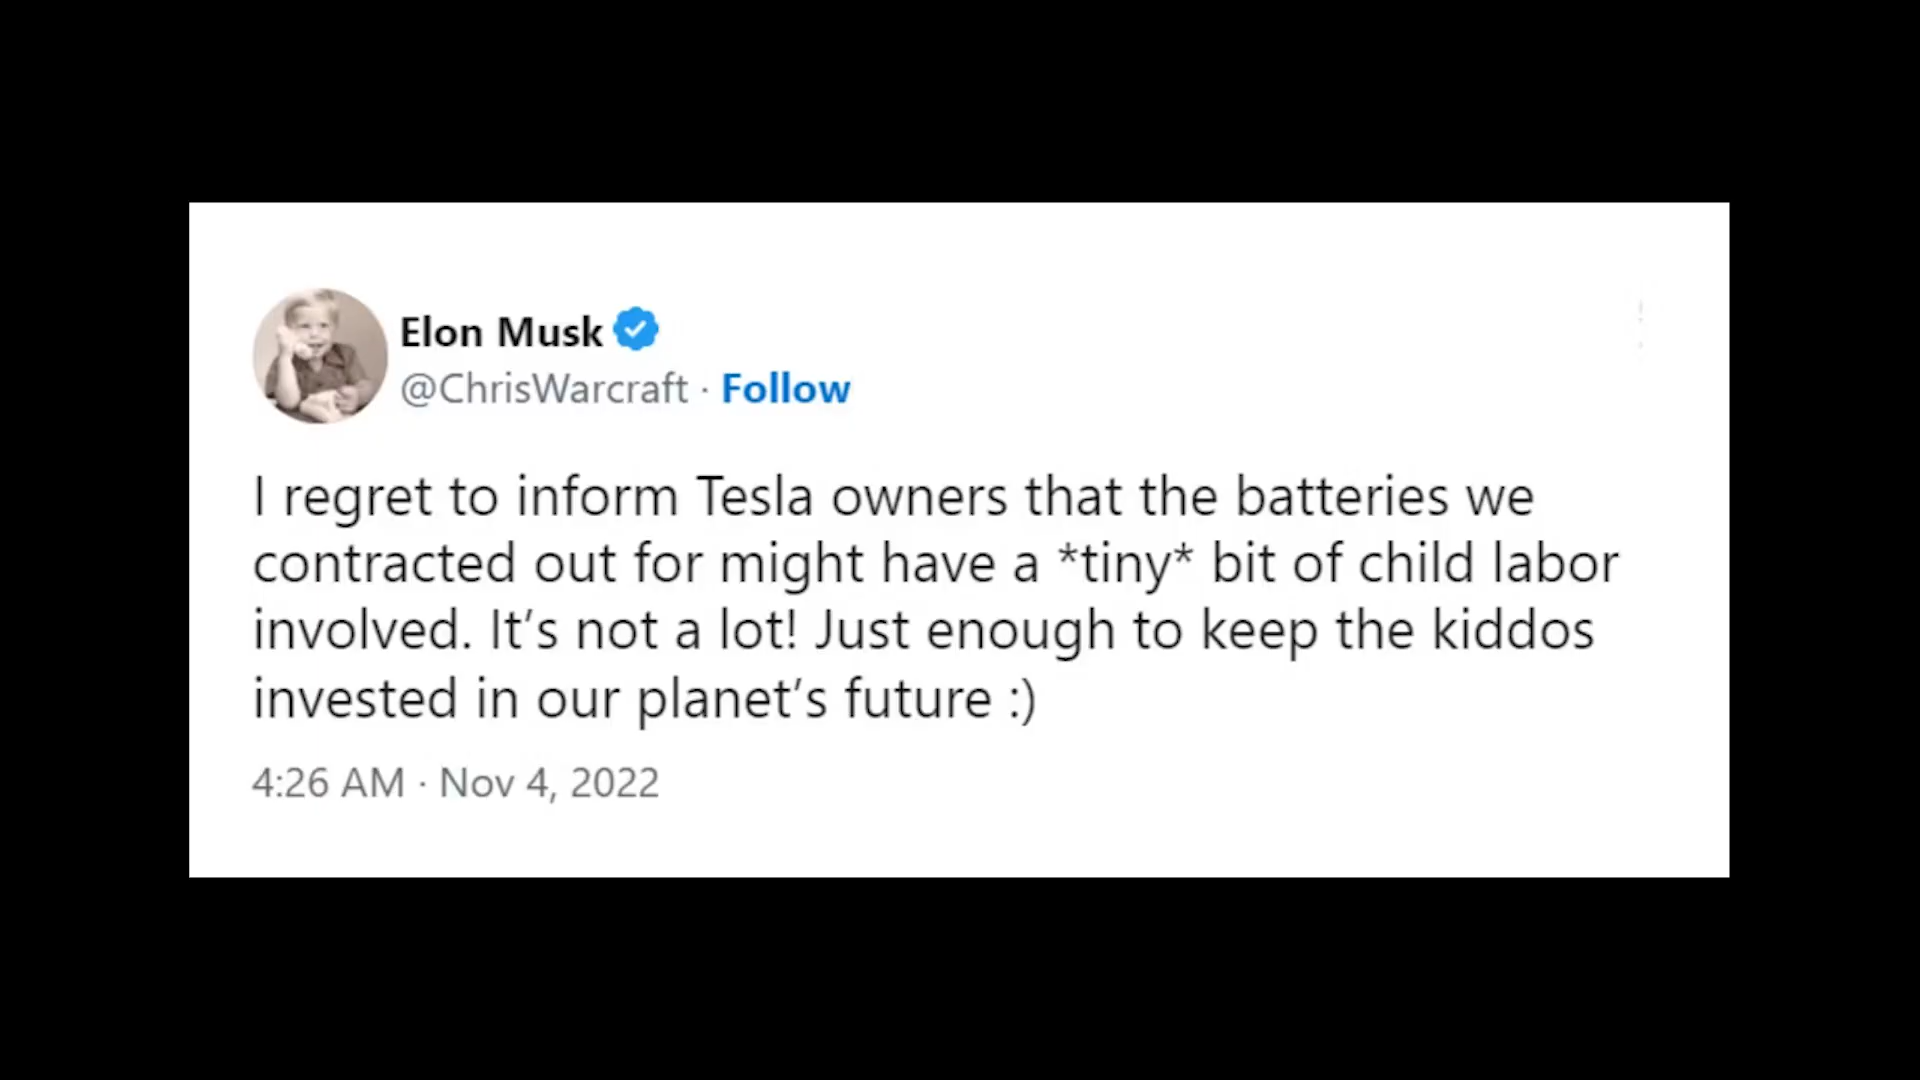 Elon Musk
@ChrisWarcraft · Follow
I regret to inform Tesla owners that the batteries we
contracted out for might have a *tiny* bit of child labor
involved. It’s not a lot! Just enough to keep the kiddos
invested in our planet’s future :)
4:26 AM · Nov 4, 2022